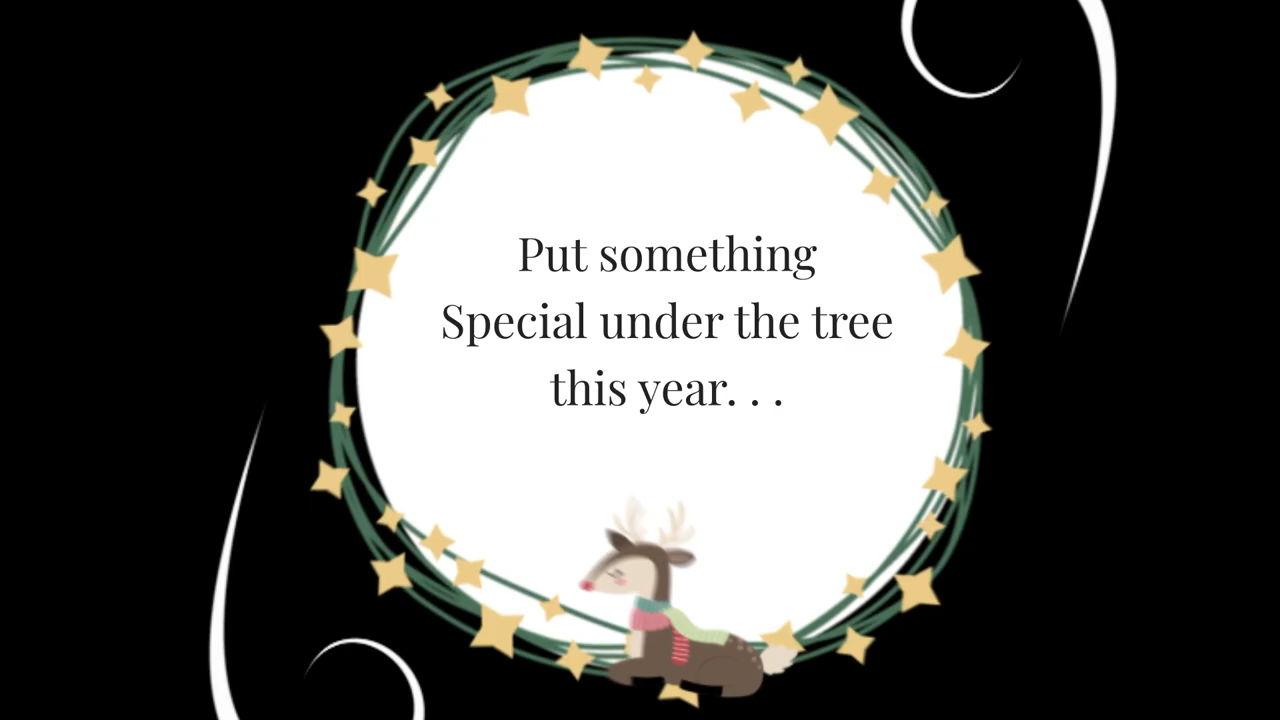 Put something
Special under the tree
this year. . .